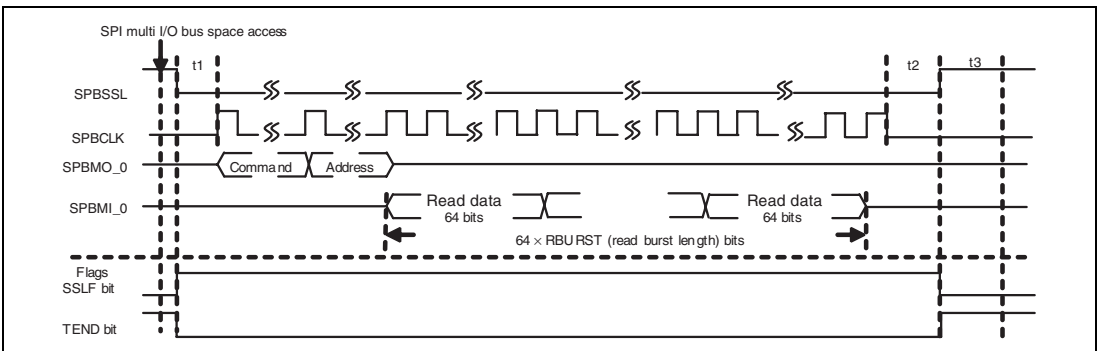 SPI multi I/O bus space access
t1
t2
t3
SPBSSL
SPBCLK
SPBMO_0
Command
Address
SPBMI_0
Read data
64 bits
Read data
64 bits
64 × RBURST (read burst length) bits
Flags
SSLF bit
TEND bit